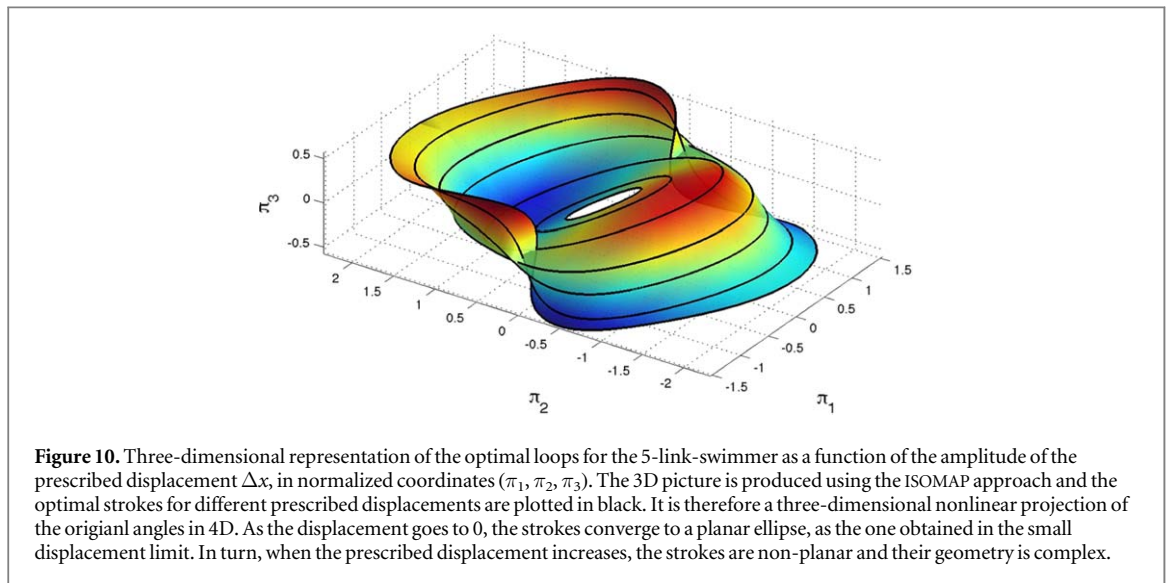 0.5
0
-0.5
π3
2
1.5
1
0.5
0
-0.5
-1
-1.5
-2
π2
1.5
1
0.5
0
-0.5
-1
-1.5
π1
Figure 10. Three-dimensional representation of the optimal loops for the 5-link-swimmer as a function of the amplitude of the
prescribed displacement Δx, in normalized coordinates (π1, π2, π3). The 3D picture is produced using the ISOMAP approach and the
optimal strokes for different prescribed displacements are plotted in black. It is therefore a three-dimensional nonlinear projection of
the origianl angles in 4D. As the displacement goes to 0, the strokes converge to a planar ellipse, as the one obtained in the small
displacement limit. In turn, when the prescribed displacement increases, the strokes are non-planar and their geometry is complex.